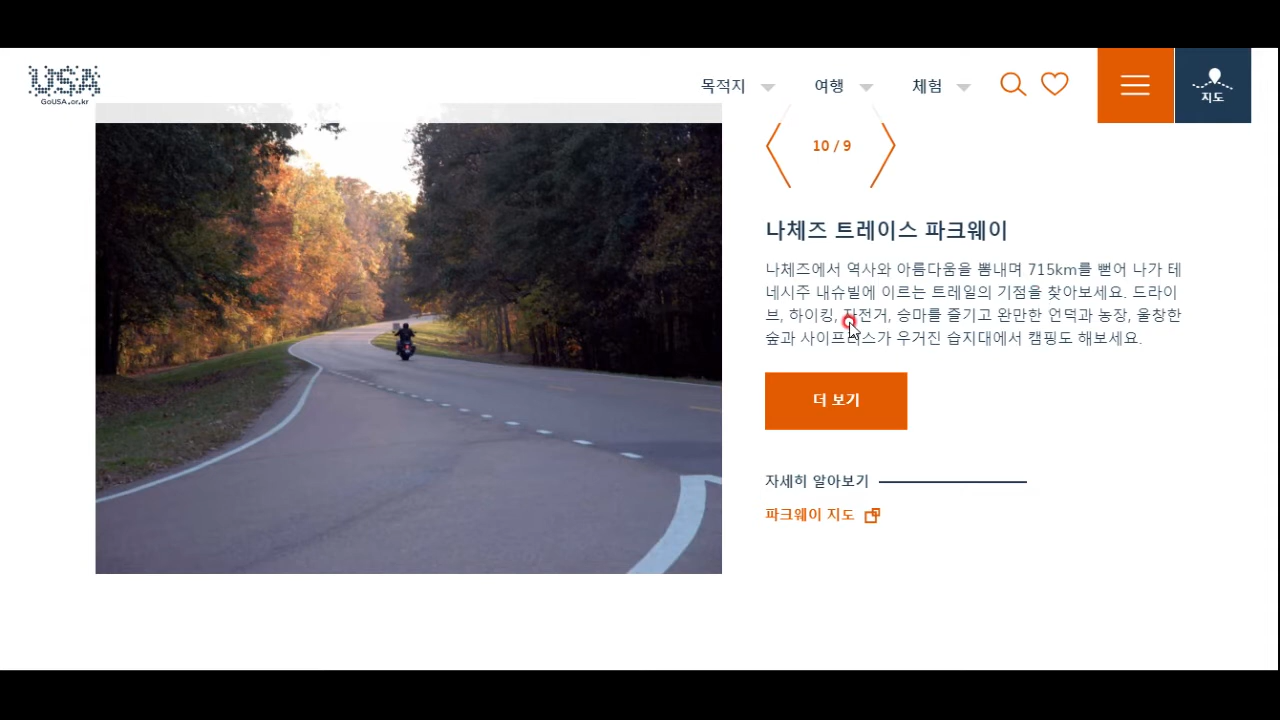 USA
GoUSA.or.kr
목적지
여행
체험
지도
10 / 9
나체즈 트레이스 파크웨이
나체즈에서 역사와 아름다움을 뽐내며 715km를 뻗어 나가 테
네시주 내슈빌에 이르는 트레일의 기점을 찾아보세요. 드라이
브, 하이킹, 자전거, 승마를 즐기고 완만한 언덕과 농장, 울창한
숲과 사이프러스가 우거진 습지대에서 캠핑도 해보세요.
더 보기
자세히 알아보기
파크웨이 지도